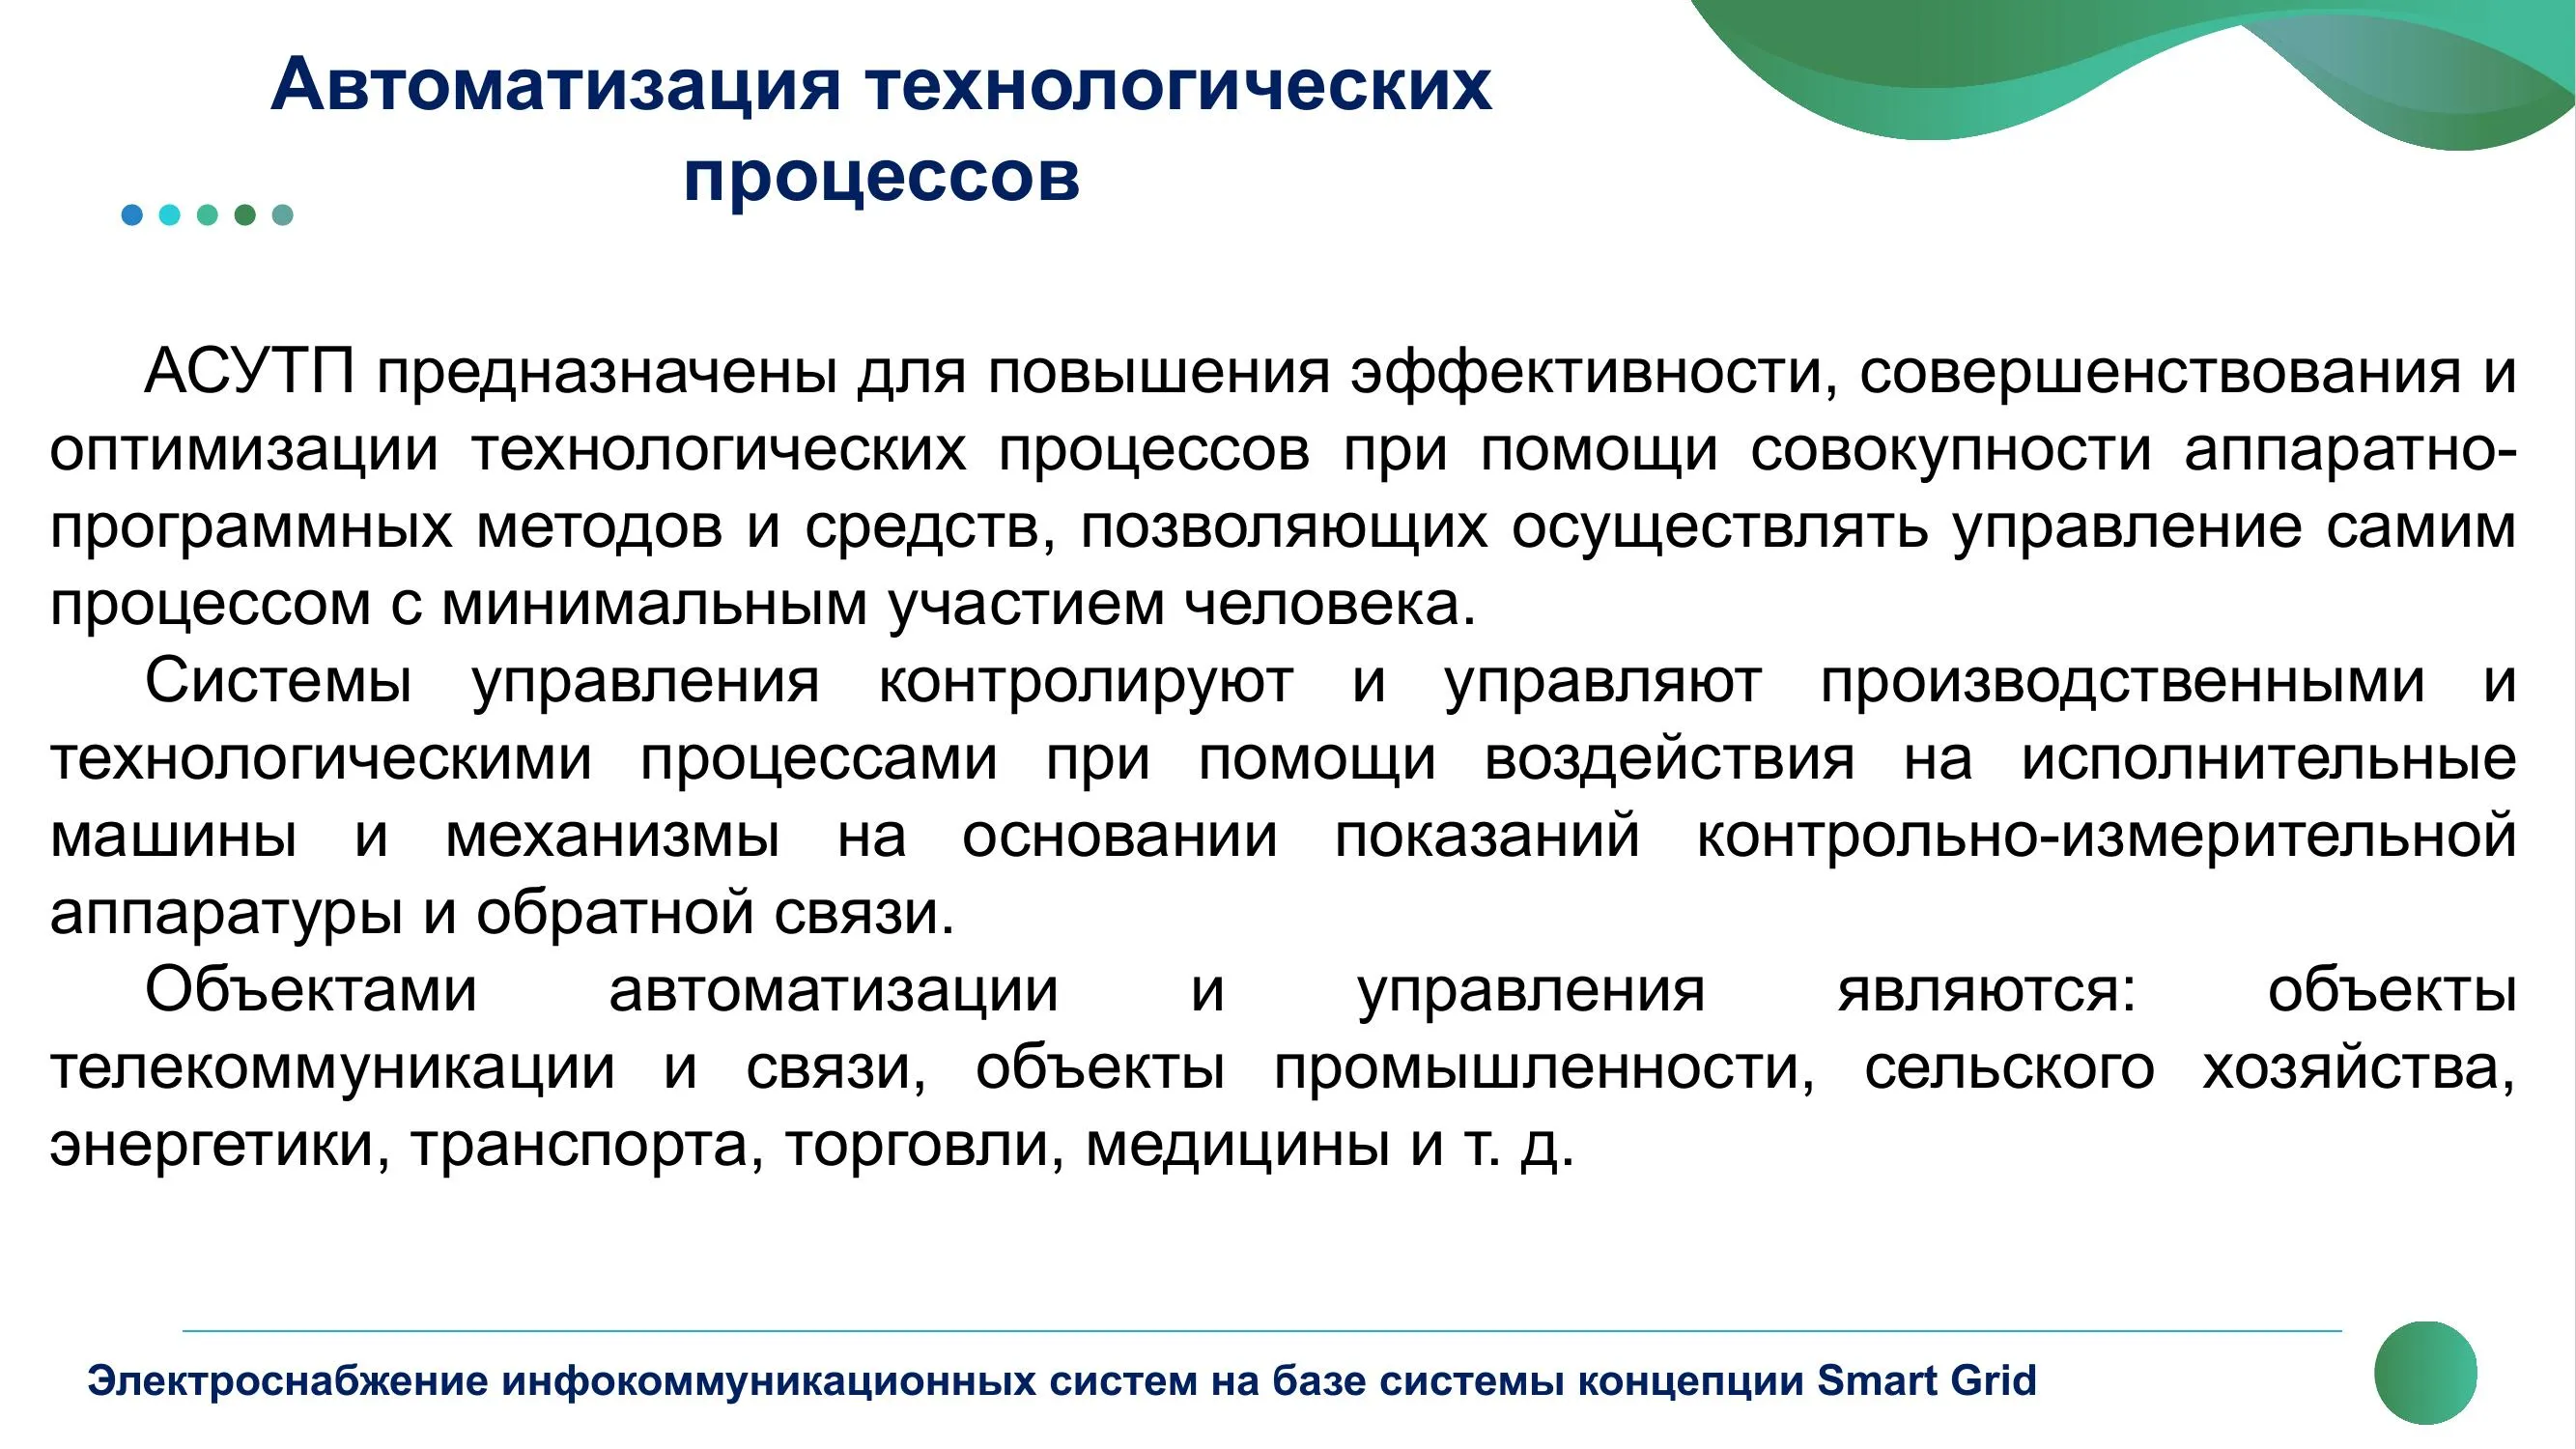 Автоматизация технологических
процессов
АСУТП предназначены для повышения эффективности, совершенствования и
оптимизации технологических процессов при помощи совокупности аппаратно-
программных методов и средств, позволяющих осуществлять управление самим
процессом с минимальным участием человека.
Системы управления контролируют и управляют производственными и
технологическими процессами при помощи воздействия на исполнительные
машины и механизмы на основании показаний контрольно-измерительной
аппаратуры и обратной связи.
Объектами автоматизации и управления являются: объекты
телекоммуникации и связи, объекты промышленности, сельского хозяйства,
энергетики, транспорта, торговли, медицины и т. д.
Электроснабжение инфокоммуникационных систем на базе системы концепции Smart Grid